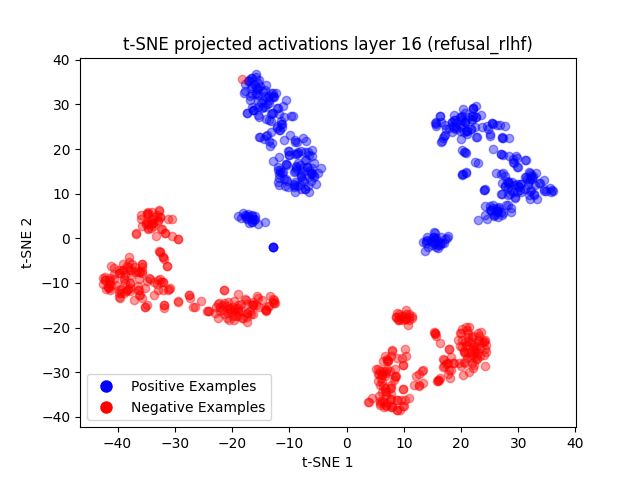 t-SNE projected activations layer 16 (refusal_rlhf)
40
30
20
10
0
−10
−20
−30
−40
t-SNE 2
Positive Examples
Negative Examples
−40 −30 −20 −10 0 10 20 30 40
t-SNE 1